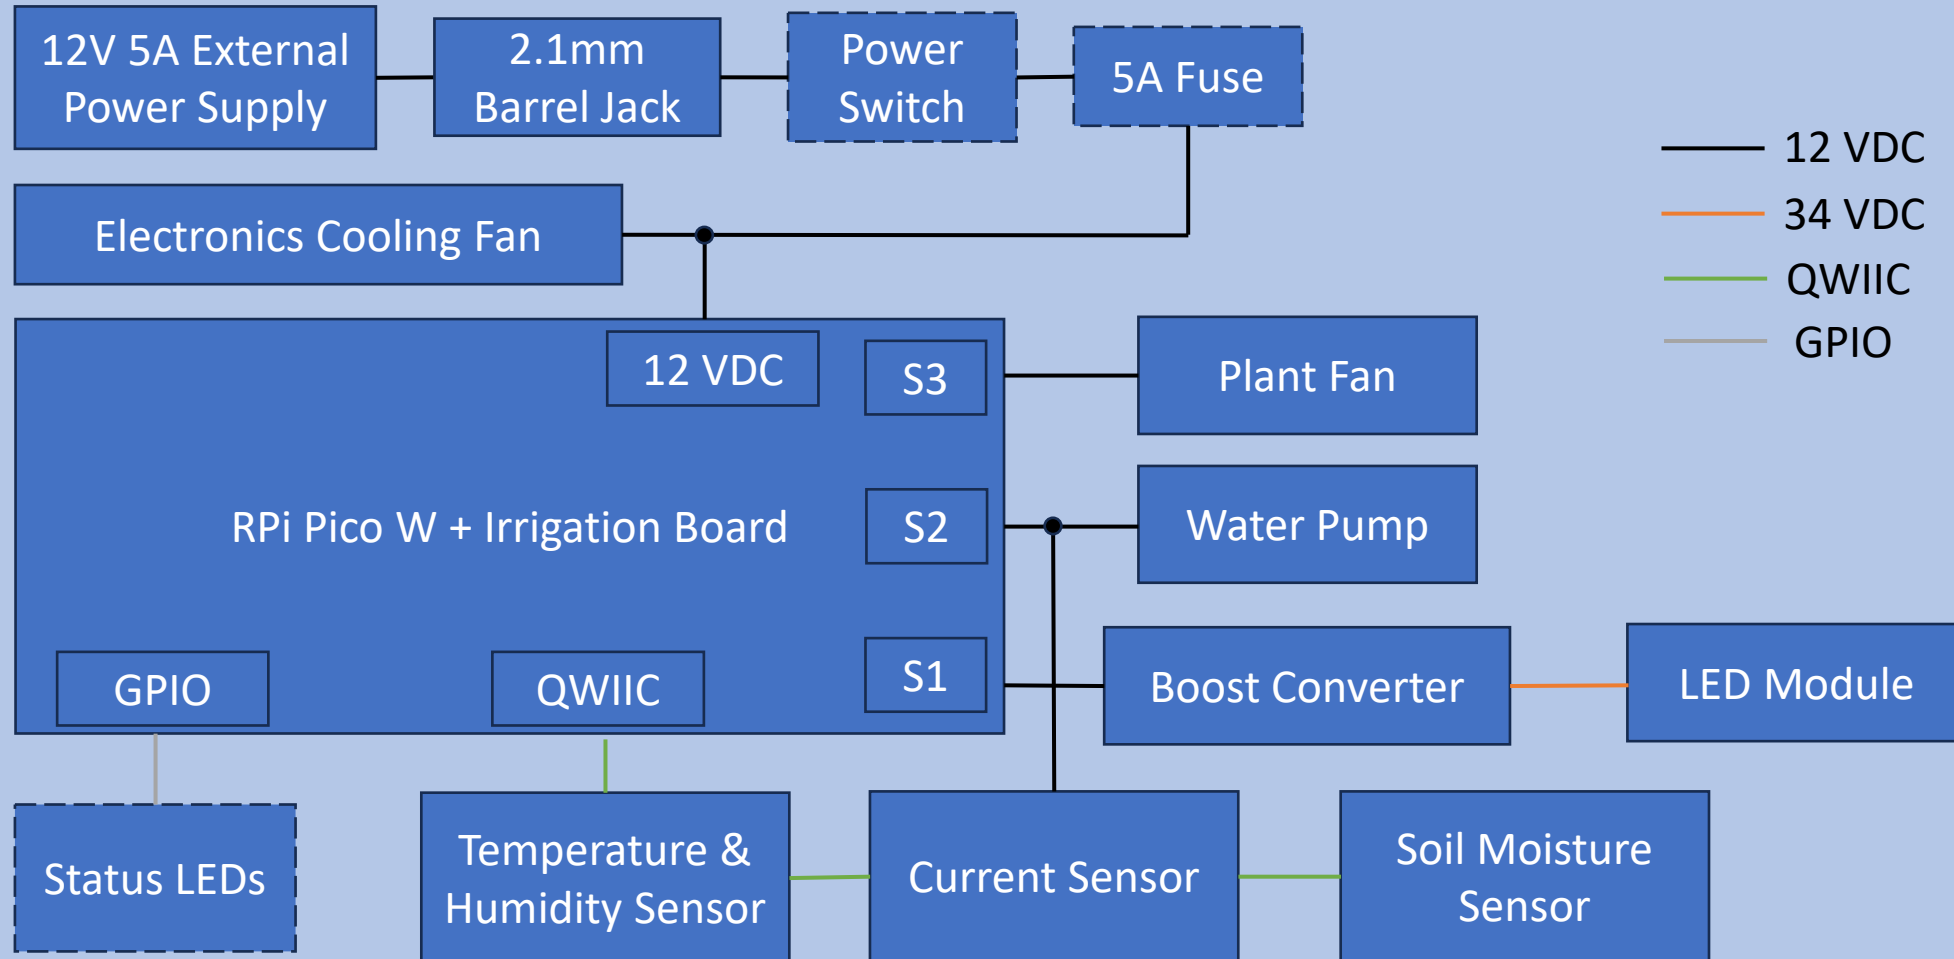 12V 5A External
Power Supply
2.1mm
Barrel Jack
Power
Switch
5A Fuse
12 VDC
34 VDC
QWIIC
GPIO
Electronics Cooling Fan
12 VDC
S3
Plant Fan
RPi Pico W + Irrigation Board
S2
Water Pump
GPIO
QWIIC
S1
Boost Converter
LED Module
Status LEDs
Temperature &
Humidity Sensor
Current Sensor
Soil Moisture
Sensor